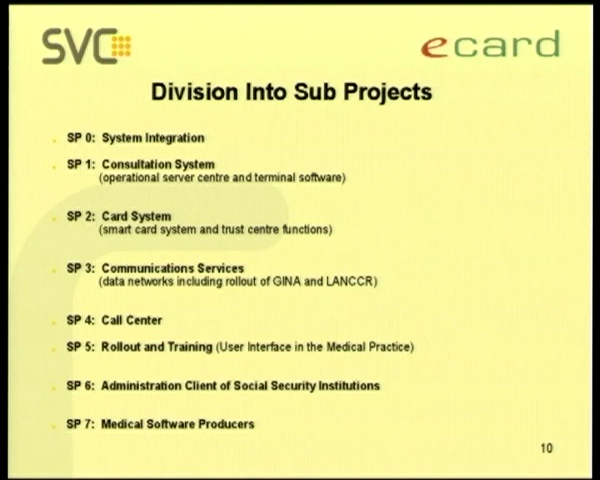 SVC
ecard
Division Into Sub Projects
SP 0: System Integration
SP 1: Consultation System
(operational server centre and terminal software)
SP 2: Card System
(smart card system and trust centre functions)
SP 3: Communications Services
(data networks including rollout of GINA and LANCCR)
SP 4: Call Center
SP 5: Rollout and Training (User Interface in the Medical Practice)
SP 6: Administration Client of Social Security Institutions
SP 7: Medical Software Producers
10